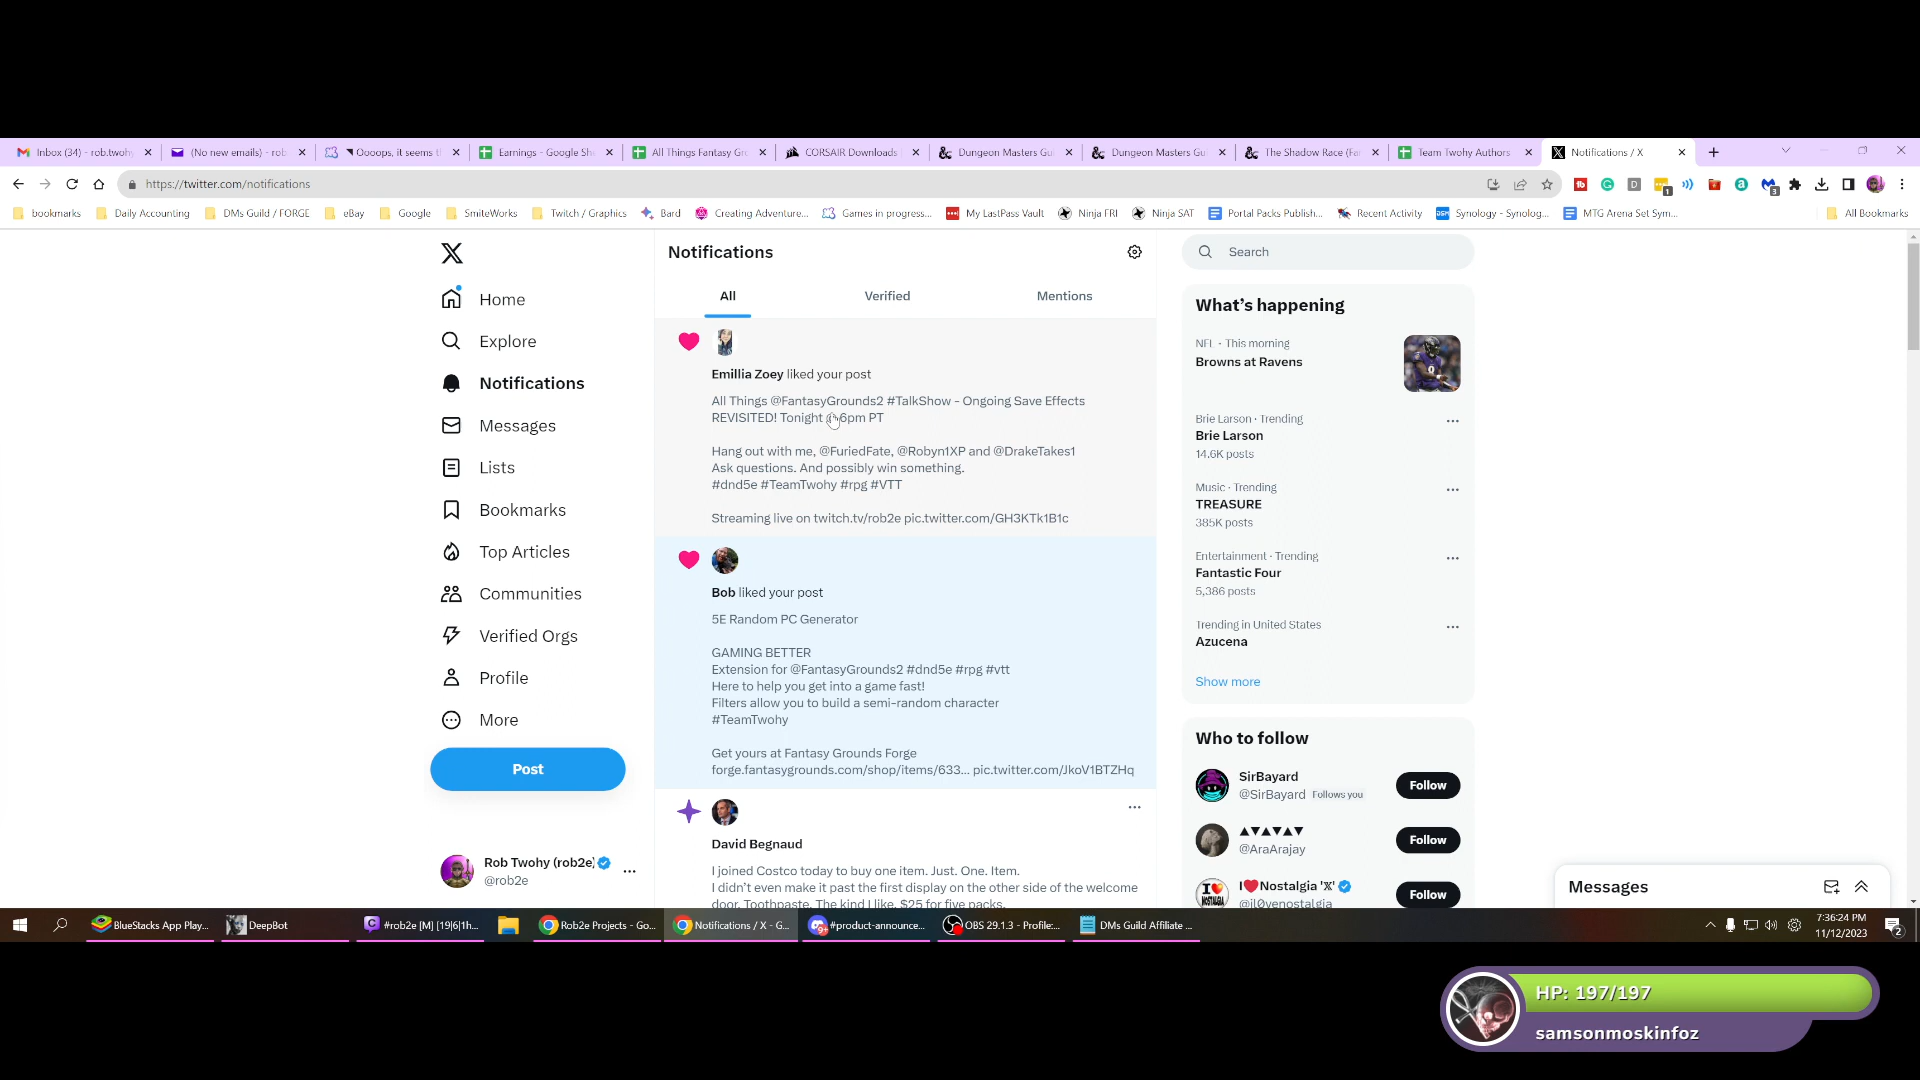 Inbox (34) - rob.twohy
(No new emails) - rob
Oooops, it seems t
Earnings - Google She
All Things Fantasy Gr
CORSAIR Downloads
Dungeon Masters Gu
Dungeon Masters Gu
The Shadow Race (Fan
Team Twohy Authors
Notifications / X
https://twitter.com/notifications
bookmarks
Daily Accounting
DMs Guild / FORGE
eBay
Google
SmiteWorks
Twitch / Graphics
Bard
Creating Adventure...
Games in progress...
My LastPass Vault
Ninja FRI
Ninja SAT
Portal Packs Publish...
Recent Activity
Synology - Synolog...
MTG Arena Set Sym...
All Bookmarks
Home
Explore
Notifications
Messages
Lists
Bookmarks
Top Articles
Communities
Verified Orgs
Profile
More
Post
Rob Twohy (rob2e)
@rob2e
Notifications
All
Verified
Mentions
Emillia Zoey liked your post
All Things @FantasyGrounds2 #TalkShow - Ongoing Save Effects
REVISITED! Tonight @ 6pm PT
Hang out with me, @FuriedFate, @Robyn1XP and @DrakeTakes1
Ask questions. And possibly win something.
#dnd5e #TeamTwohy #rpg #VTT
Streaming live on twitch.tv/rob2e pic.twitter.com/GH3KTk1B1c
Bob liked your post
5E Random PC Generator
GAMING BETTER
Extension for @FantasyGrounds2 #dnd5e #rpg #vtt
Here to help you get into a game fast!
Filters allow you to build a semi-random character
#TeamTwohy
Get yours at Fantasy Grounds Forge
forge.fantasygrounds.com/shop/items/633... pic.twitter.com/JkoV1BTZHq
David Begnaud
I joined Costco today to buy one item. Just. One. Item.
I didn't even make it past the first display on the other side of the welcome
door. Toothpaste. The kind I like. $25 for five packs.
Search
What's happening
NFL · This morning
Browns at Ravens
Brie Larson · Trending
Brie Larson
14.6K posts
Music · Trending
TREASURE
385K posts
Entertainment · Trending
Fantastic Four
5,386 posts
Trending in United States
Azucena
Show more
Who to follow
SirBayard
@SirBayard Follows you
Follow
▲▼▲▼▲▼
@AraArajay
Follow
I❤️Nostalgia '𝕏'
@il0venostalgia
Follow
Messages
BlueStacks App Play...
DeepBot
#rob2e [M] [19|6|1h...
Rob2e Projects - Go...
Notifications / X - G...
#product-announce...
OBS 29.1.3 - Profile:...
DMs Guild Affiliate ...
7:36:24 PM
11/12/2023
HP: 197/197
samsonmoskinfoz